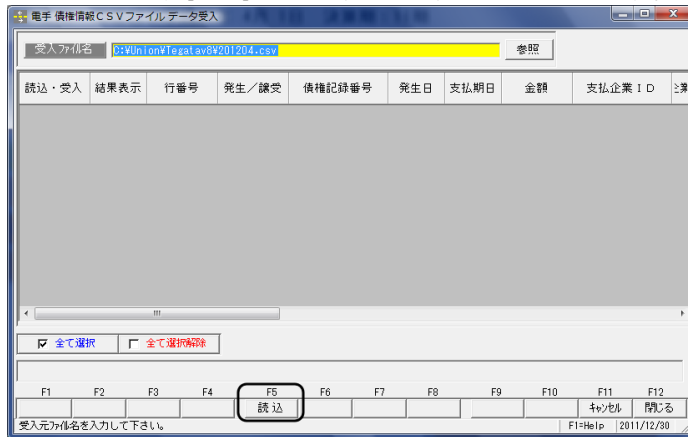 電手 債権情報ＣＳＶファイル データ受入
受入ファイル名 C:¥Union¥Tegatav8¥201204.csv 参照
読込・受入 結果表示 行番号 発生／譲受 債権記録番号 発生日 支払期日 金額 支払企業ＩＤ
全て選択 全て選択解除
F1 F2 F3 F4 F5 F6 F7 F8 F9 F10 F11 F12
読 込 キャンセル 閉じる
受入元ファイル名を入力して下さい。 F1=Help 2011/12/30